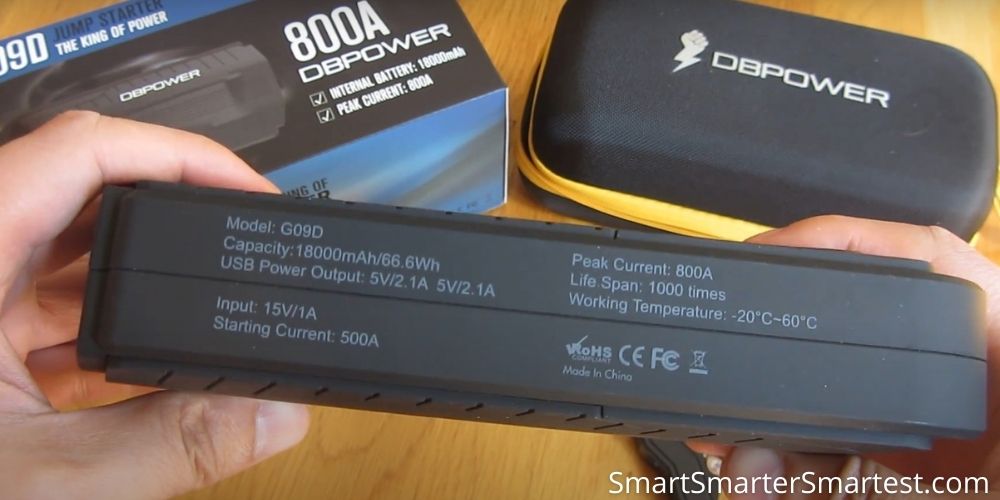 09D JUMP STARTER
THE KING OF POWER
DBPOWER
800A
DBPOWER
INTERNAL BATTERY: 18000mAh
PEAK CURRENT: 800A
DBPOWER
OF
Model: G09D
Capacity:18000mAh/66.6Wh
USB Power Output: 5V/2.1A 5V/2.1A
Input: 15V/1A
Starting Current: 500A
Peak Current: 800A
Life Span: 1000 times
Working Temperature: -20°C~60°C
RoHS
COMPLIANT
CE FC
Made In China
SmartSmarterSmartest.com